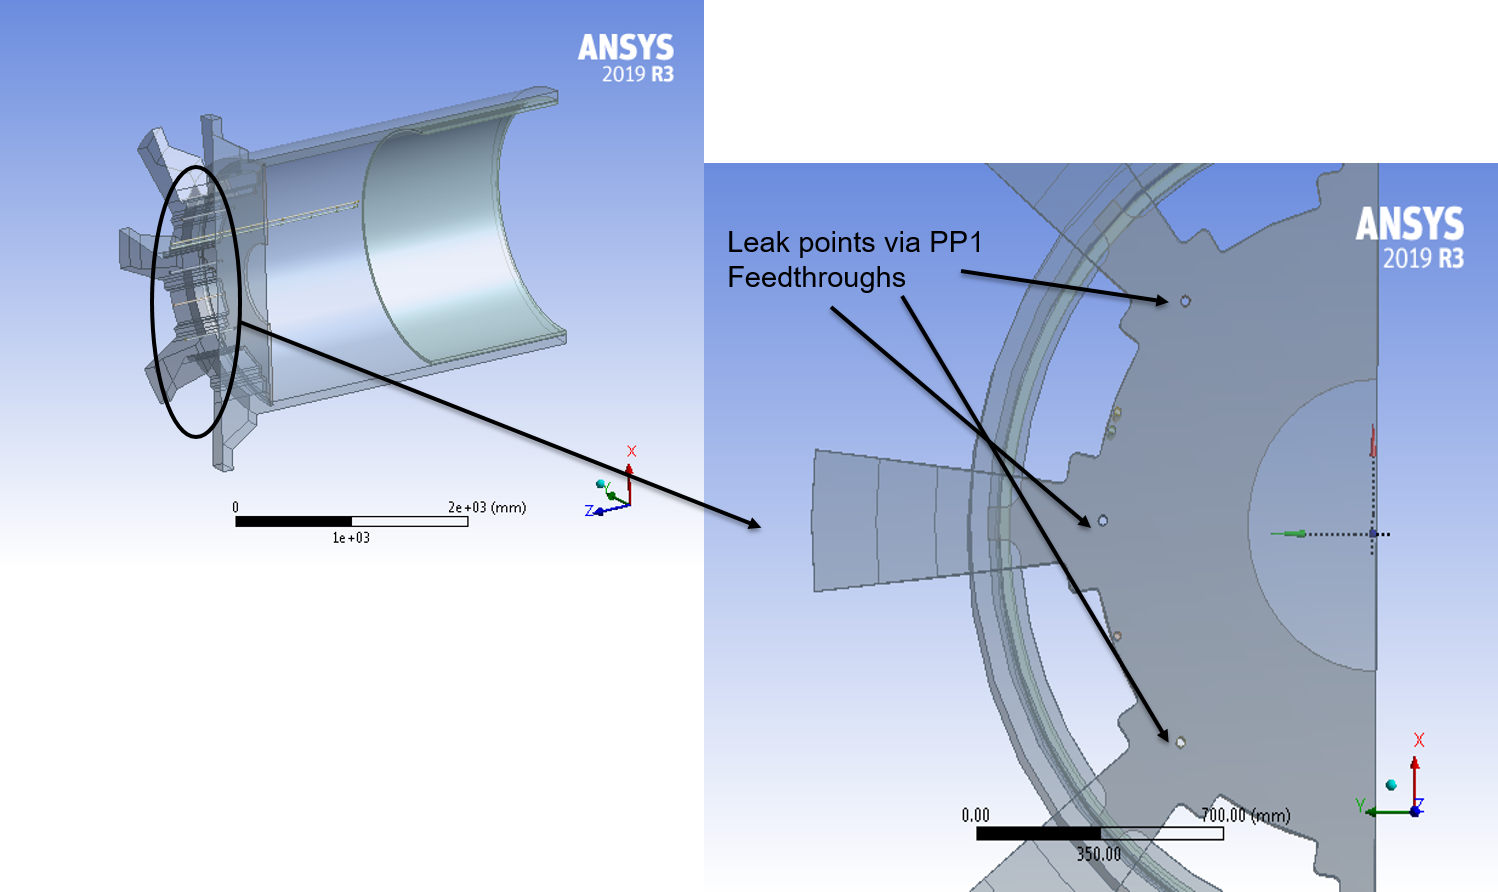 ANSYS
2019 R3
0
2e+03 (mm)
1e+03
X
Y
Z
Leak points via PP1
Feedthroughs
ANSYS
2019 R3
0.00
700.00 (mm)
350.00
X
Y
Z